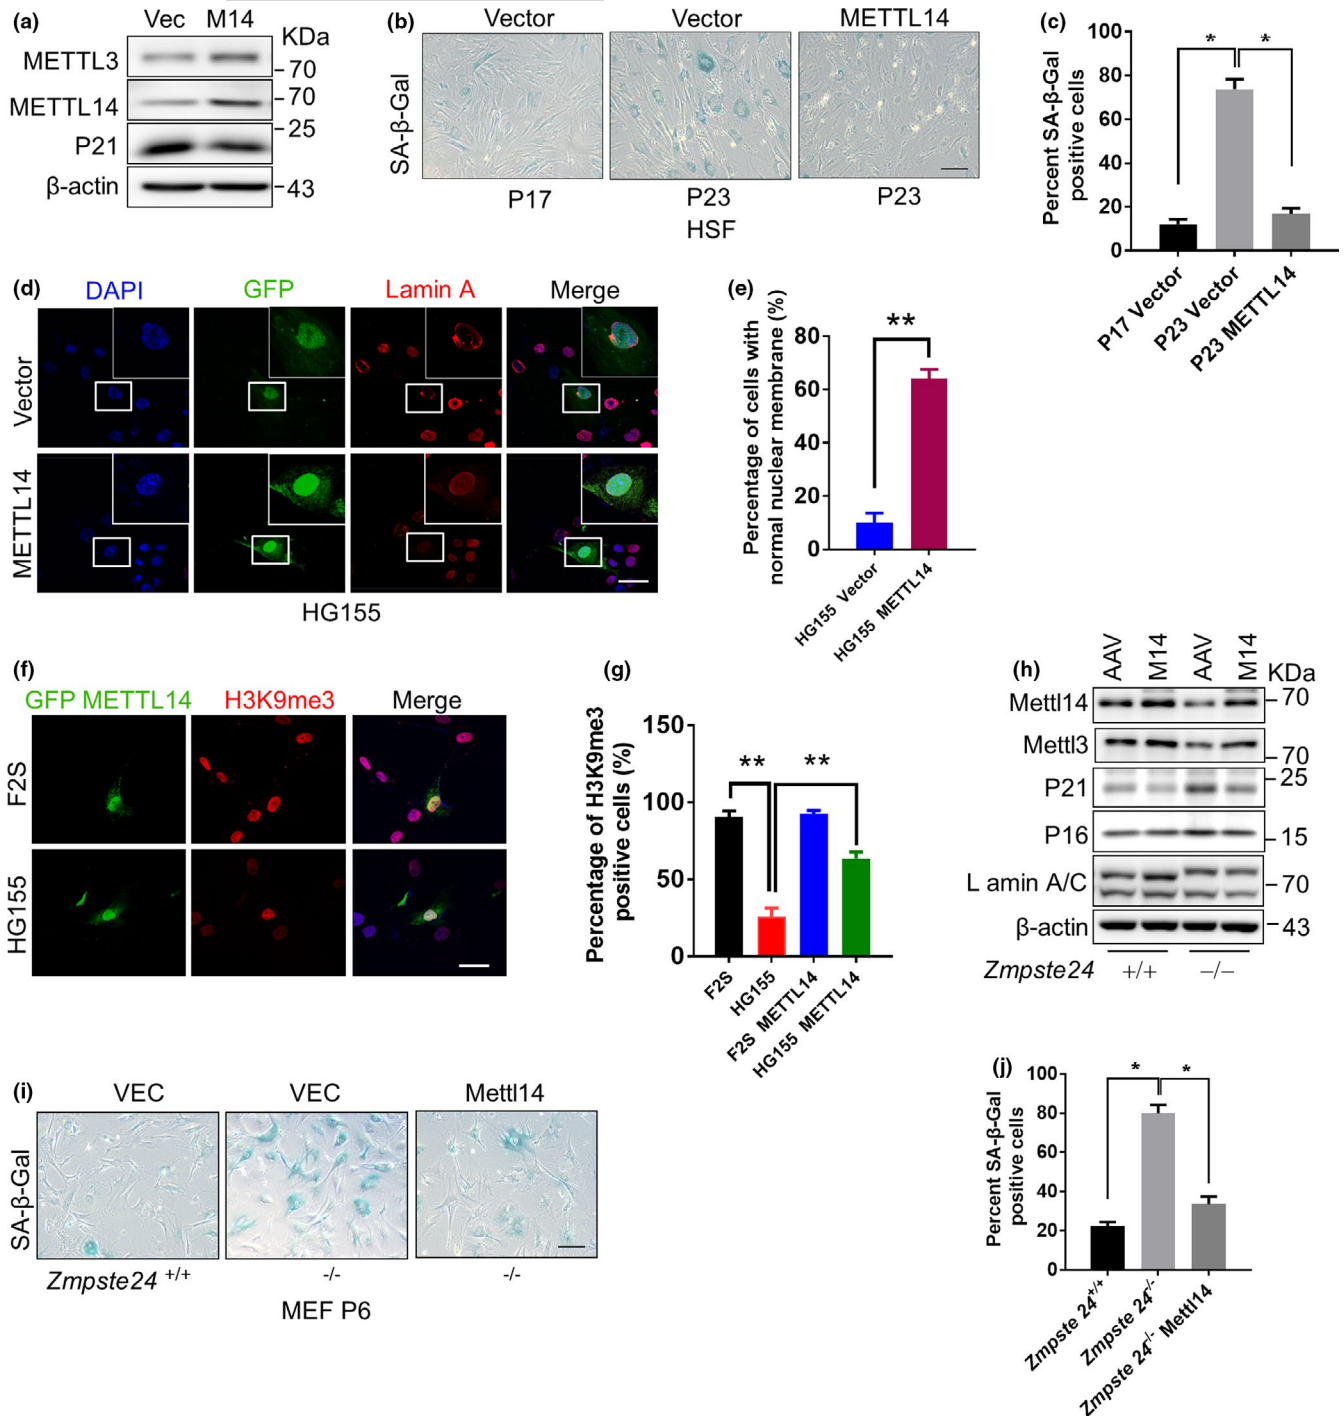 (a)
Vec M14
KDa
METTL3
70
METTL14
70
P21
25
β-actin
43
(b)
Vector
Vector
METTL14
SA-β-Gal
P17
P23
P23
HSF
(c)
Percent SA-β-Gal
positive cells
100
80
60
40
20
0
*
*
P17 Vector
P23 Vector
P23 METTL14
(d)
DAPI
GFP
Lamin A
Merge
Vector
METTL14
HG155
(e)
Percentage of cells with
normal nuclear membrane (%)
80
60
40
20
0
**
HG155 Vector
HG155 METTL14
(f)
GFP METTL14
H3K9me3
Merge
F2S
HG155
(g)
Percentage of H3K9me3
positive cells (%)
150
100
50
0
**
**
F2S
HG155
F2S METTL14
HG155 METTL14
(h)
AAV
M14
AAV
M14
KDa
Mettl14
70
Mettl3
70
P21
25
P16
15
L amin A/C
70
β-actin
43
Zmpste24 +/+ −/−
(i)
VEC
VEC
Mettl14
SA-β-Gal
Zmpste24 +/+
-/-
-/-
MEF P6
(j)
Percent SA-β-Gal
positive cells
100
80
60
40
20
0
*
*
Zmpste 24+/+
Zmpste 24-/-
Zmpste 24-/- Mettl14